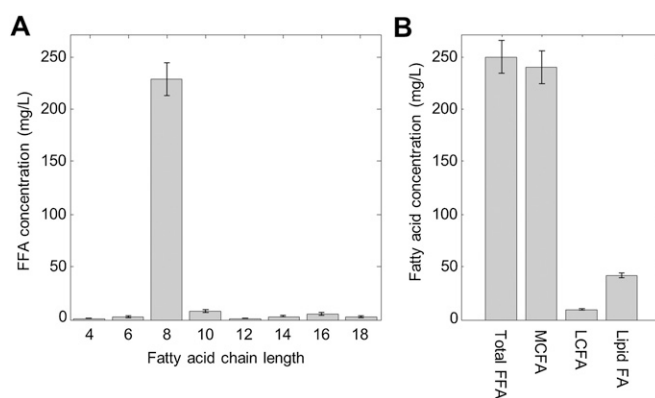 A
FFA concentration (mg/L)
250
200
150
100
50
0
4 6 8 10 12 14 16 18
Fatty acid chain length
B
Fatty acid concentration (mg/L)
250
200
150
100
50
0
Total FFA
MCFA
LCFA
Lipid FA